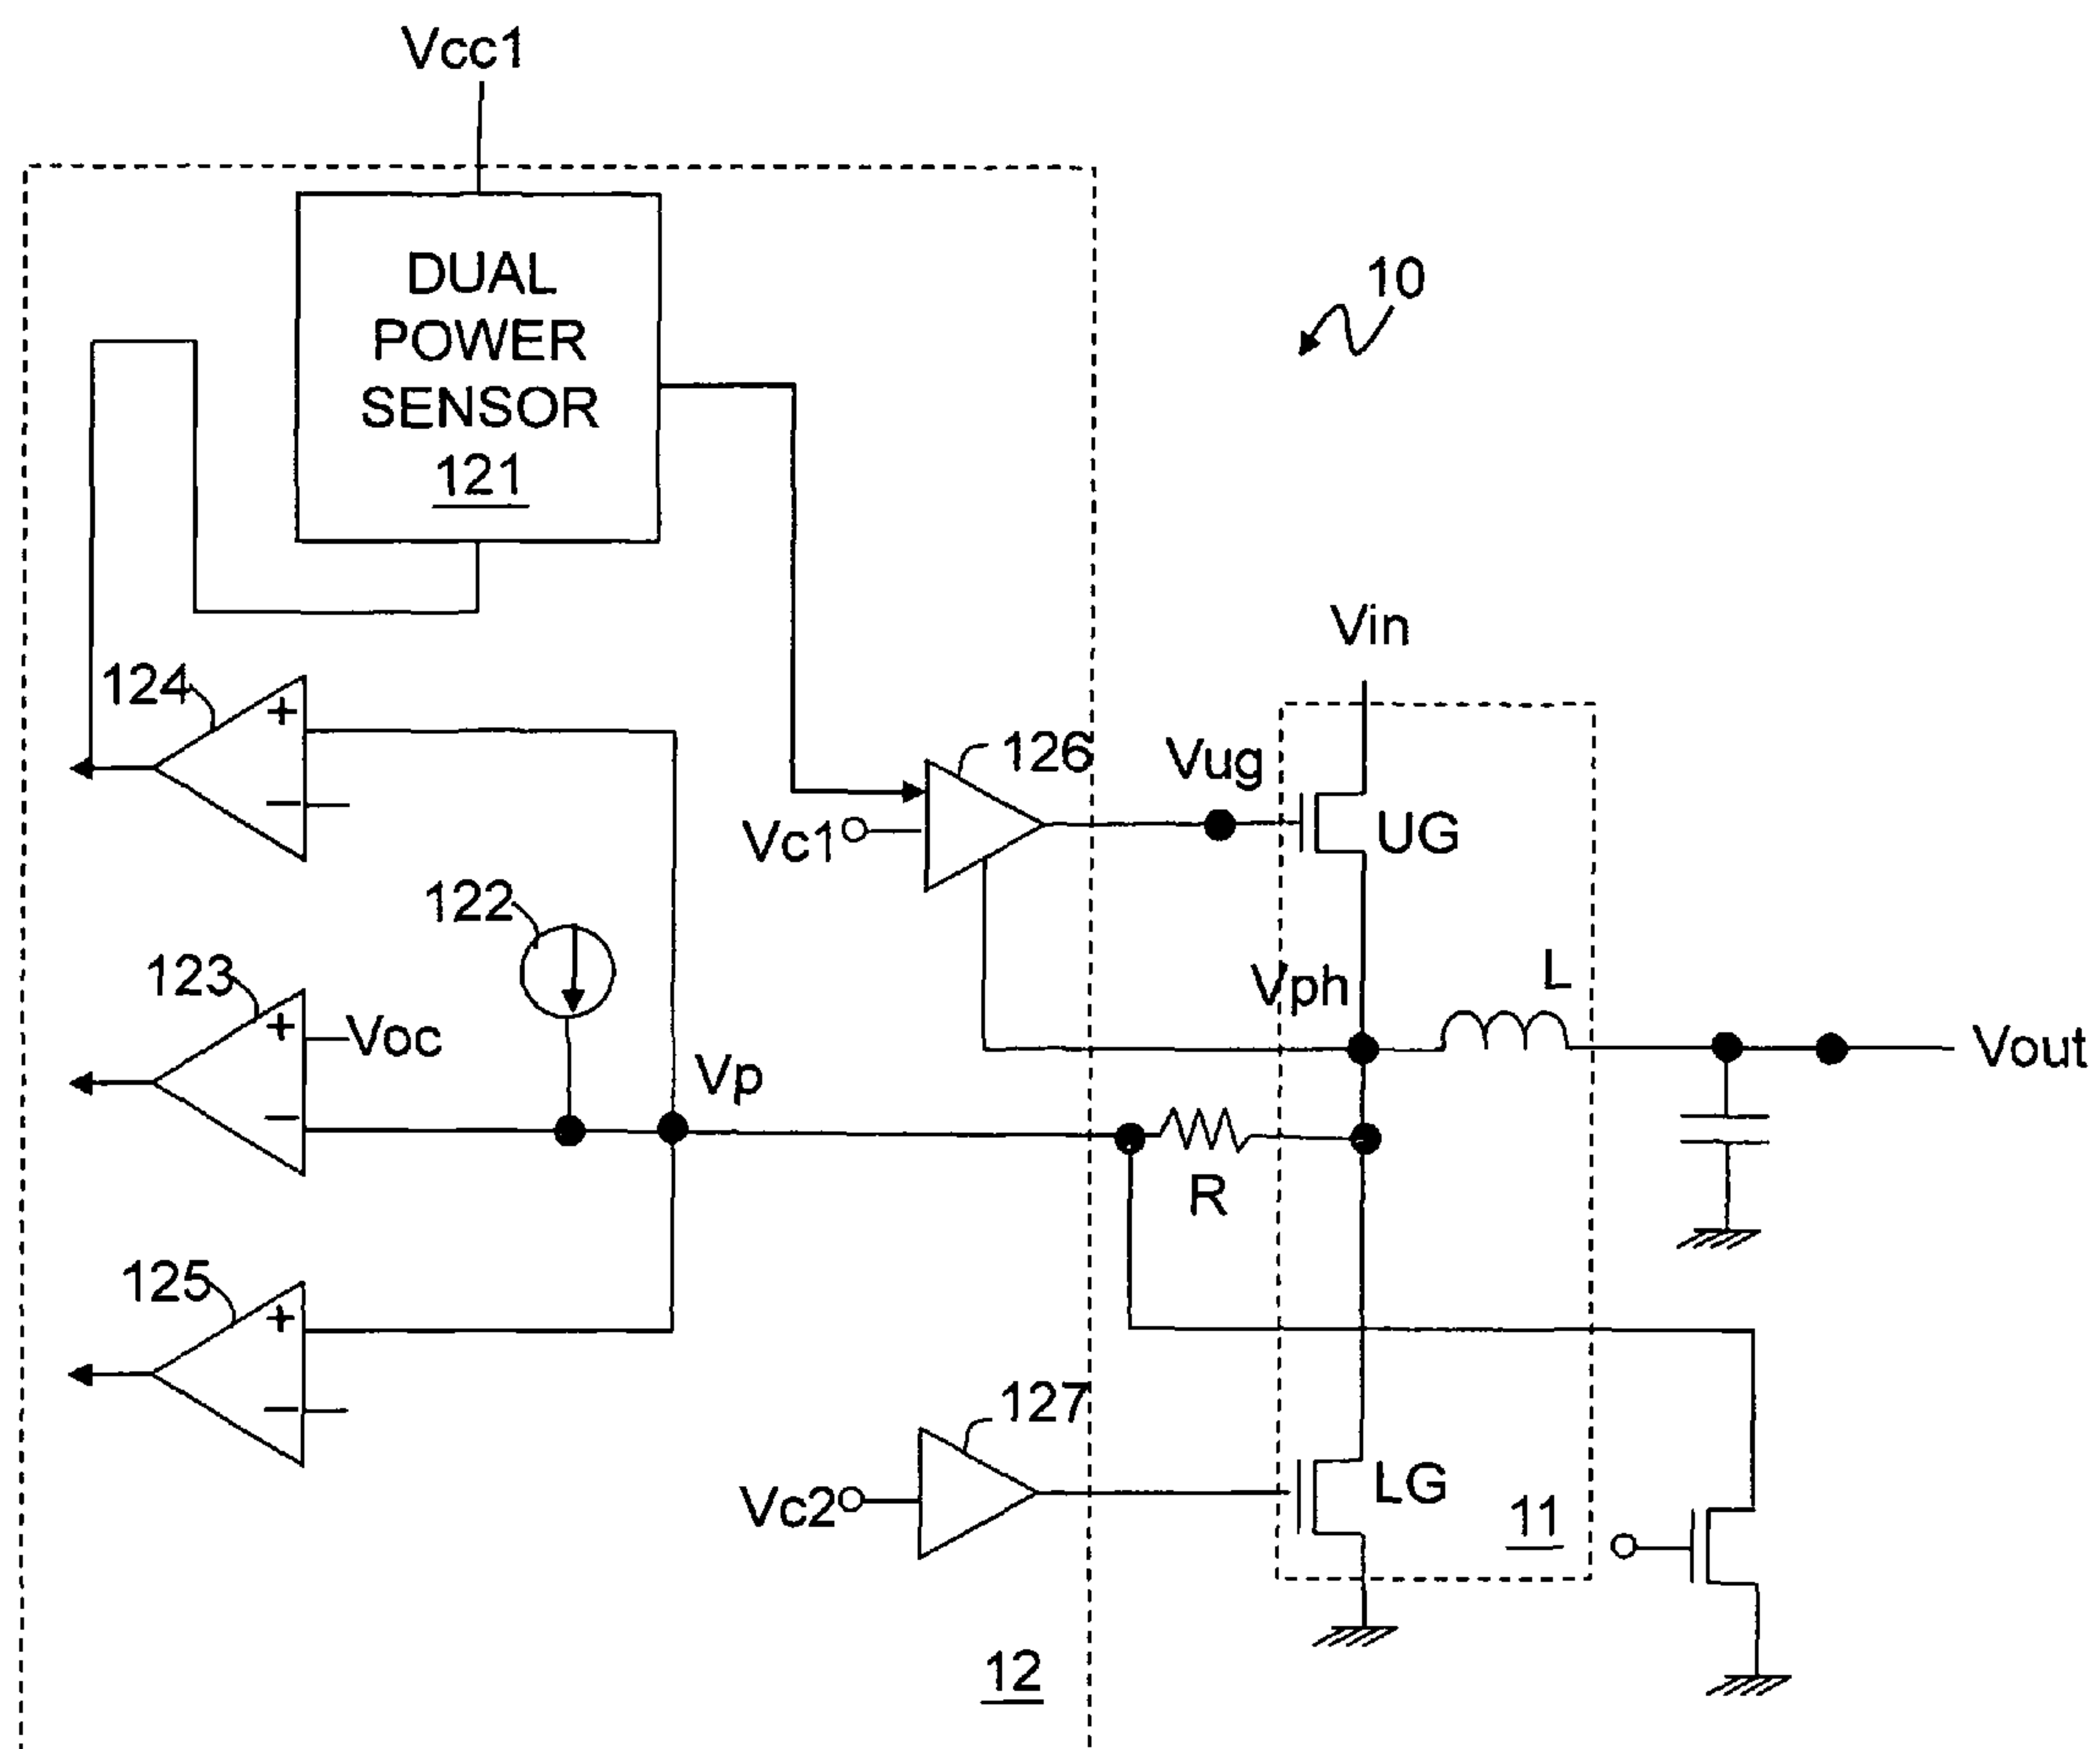 Vcc1
DUAL
POWER
SENSOR
121
10
Vin
124
+
−
126
Vug
Vc1
UG
122
123
+
Voc
−
Vph
L
Vp
Vout
R
125
+
−
127
Vc2
LG
11
12